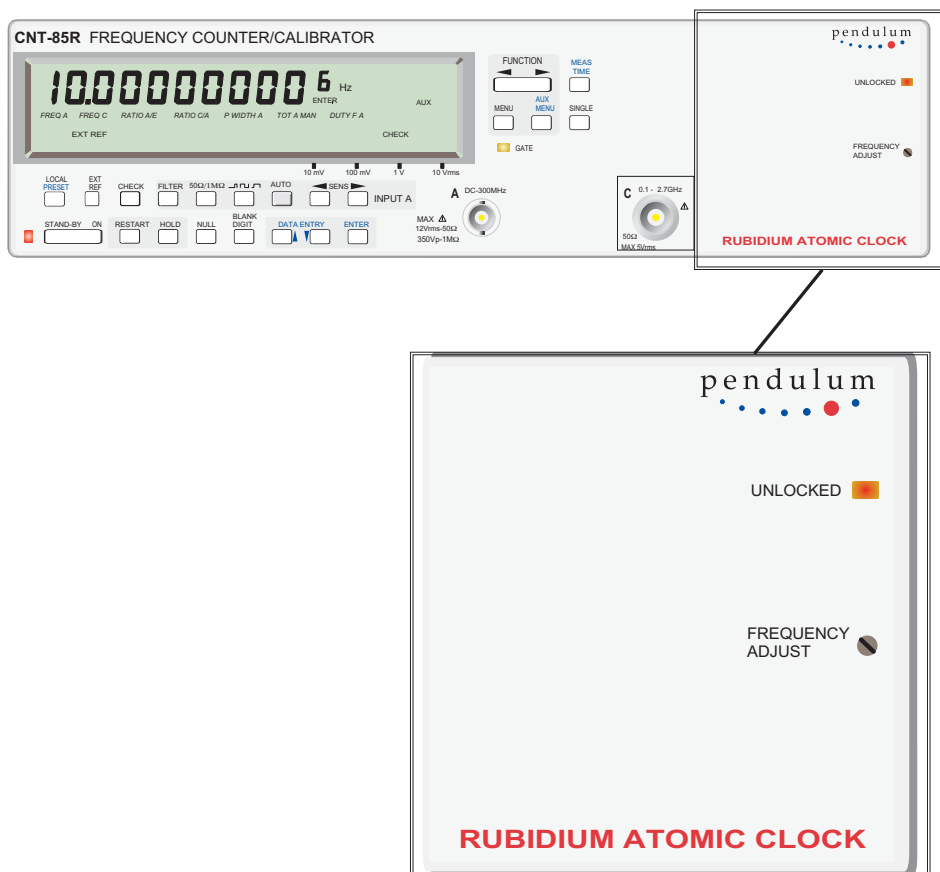 CNT-85R FREQUENCY COUNTER/CALIBRATOR
10.000000000 6 Hz
ENTER
AUX
FREQ A FREQ C RATIO A/E RATIO C/A P WIDTH A TOT A MAN DUTY F A
EXT REF CHECK
10 mV 100 mV 1 V 10 Vrms
FUNCTION
MEAS
TIME
MENU
AUX
MENU
SINGLE
GATE
LOCAL
PRESET
EXT
REF
CHECK
FILTER
50Ω/1MΩ
AUTO
SENS
INPUT A
STAND-BY ON
RESTART
HOLD
NULL
BLANK
DIGIT
DATA ENTRY
ENTER
A DC-300MHz
MAX
12Vrms-50Ω
350Vp-1MΩ
C 0.1 - 2.7GHz
50Ω
MAX 5Vrms
pendulum
UNLOCKED
FREQUENCY
ADJUST
RUBIDIUM ATOMIC CLOCK
pendulum
UNLOCKED
FREQUENCY
ADJUST
RUBIDIUM ATOMIC CLOCK